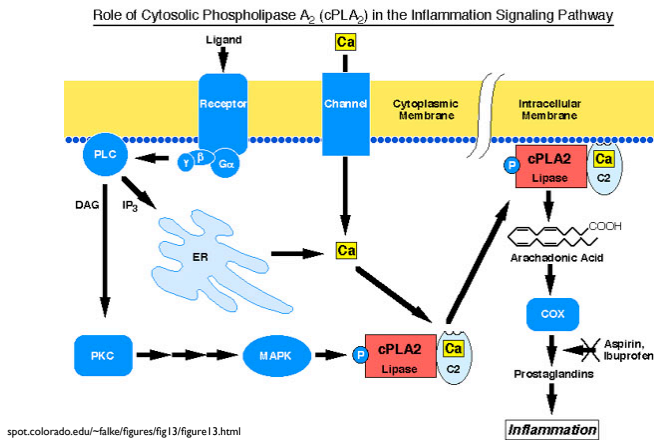 Role of Cytosolic Phospholipase A2 (cPLA2) in the Inflammation Signaling Pathway
Ligand
Ca
Receptor
Channel
Cytoplasmic
Membrane
Intracellular
Membrane
PLC
γ
β
Gα
P
cPLA2
Lipase
Ca
C2
DAG
IP3
ER
Ca
COOH
Arachadonic Acid
COX
PKC
MAPK
P
cPLA2
Lipase
Ca
C2
Aspirin,
Ibuprofen
Prostaglandins
Inflammation
spot.colorado.edu/~falke/figures/fig13/figure13.html